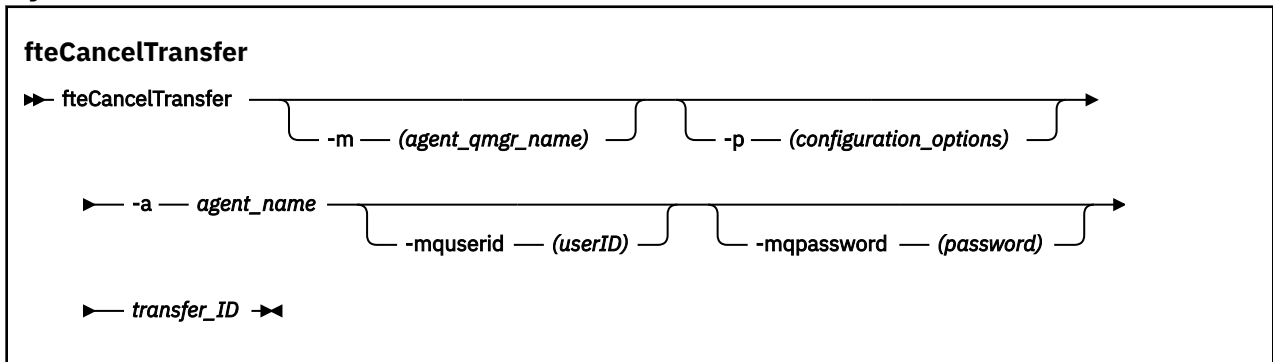 fteCancelTransfer
fteCancelTransfer
-m (agent_qmgr_name) -p (configuration_options)
-a agent_name
-mquserid (userID) -mqpassword (password)
transfer_ID